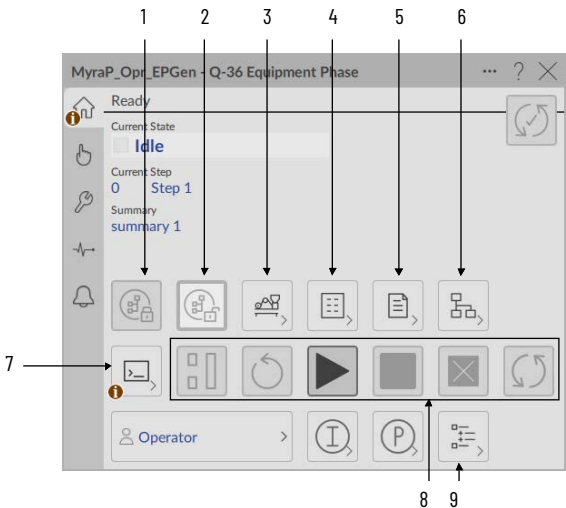 1 2 3 4 5 6
MyraP_Opr_EPGen - Q-36 Equipment Phase ... ?
Ready
Current State
Idle
Current Step
0 Step 1
Summary
summary 1
7
Operator
I
P
8 9